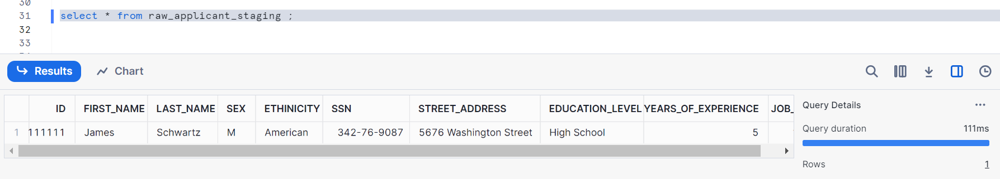 30
31 select * from raw_applicant_staging ;
32
33
Results Chart
ID FIRST_NAME LAST_NAME SEX ETHINICITY SSN STREET_ADDRESS EDUCATION_LEVEL YEARS_OF_EXPERIENCE JOB_
1 111111 James Schwartz M American 342-76-9087 5676 Washington Street High School 5
Query Details ...
Query duration 111ms
Rows 1